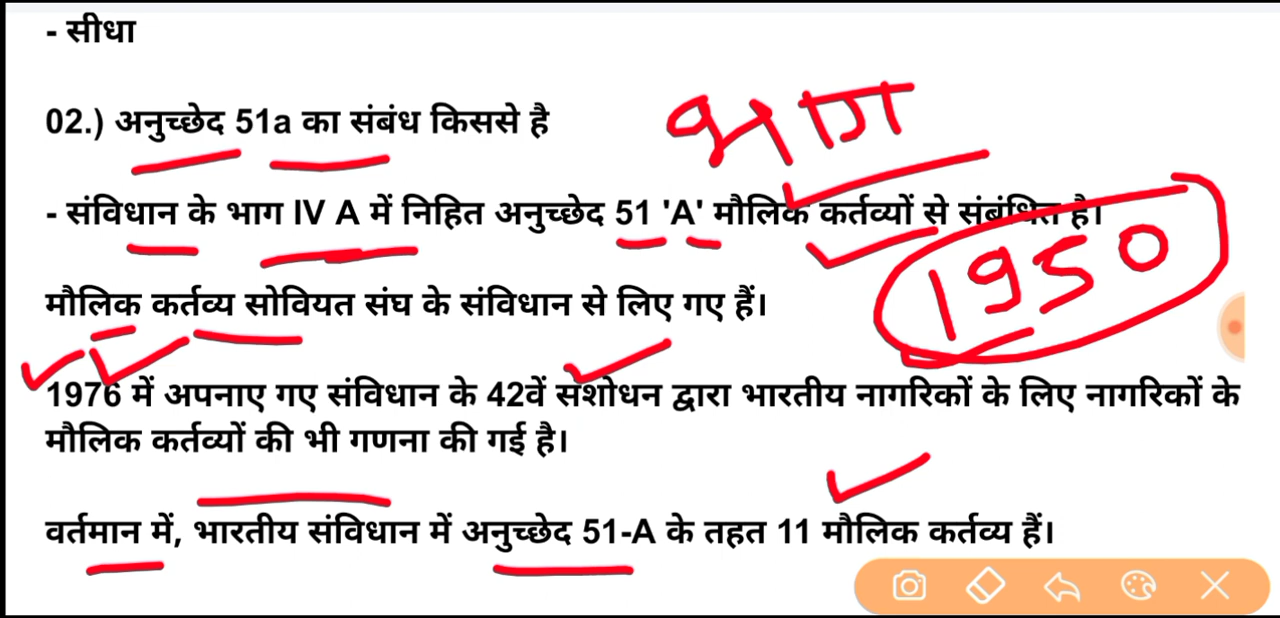 - सीधा
02.) अनुच्छेद 51a का संबंध किससे है
भाग
- संविधान के भाग IV A में निहित अनुच्छेद 51 'A' मौलिक कर्तव्यों से संबंधित है।
1950
मौलिक कर्तव्य सोवियत संघ के संविधान से लिए गए हैं।
1976 में अपनाए गए संविधान के 42वें संशोधन द्वारा भारतीय नागरिकों के लिए नागरिकों के
मौलिक कर्तव्यों की भी गणना की गई है।
वर्तमान में, भारतीय संविधान में अनुच्छेद 51-A के तहत 11 मौलिक कर्तव्य हैं।